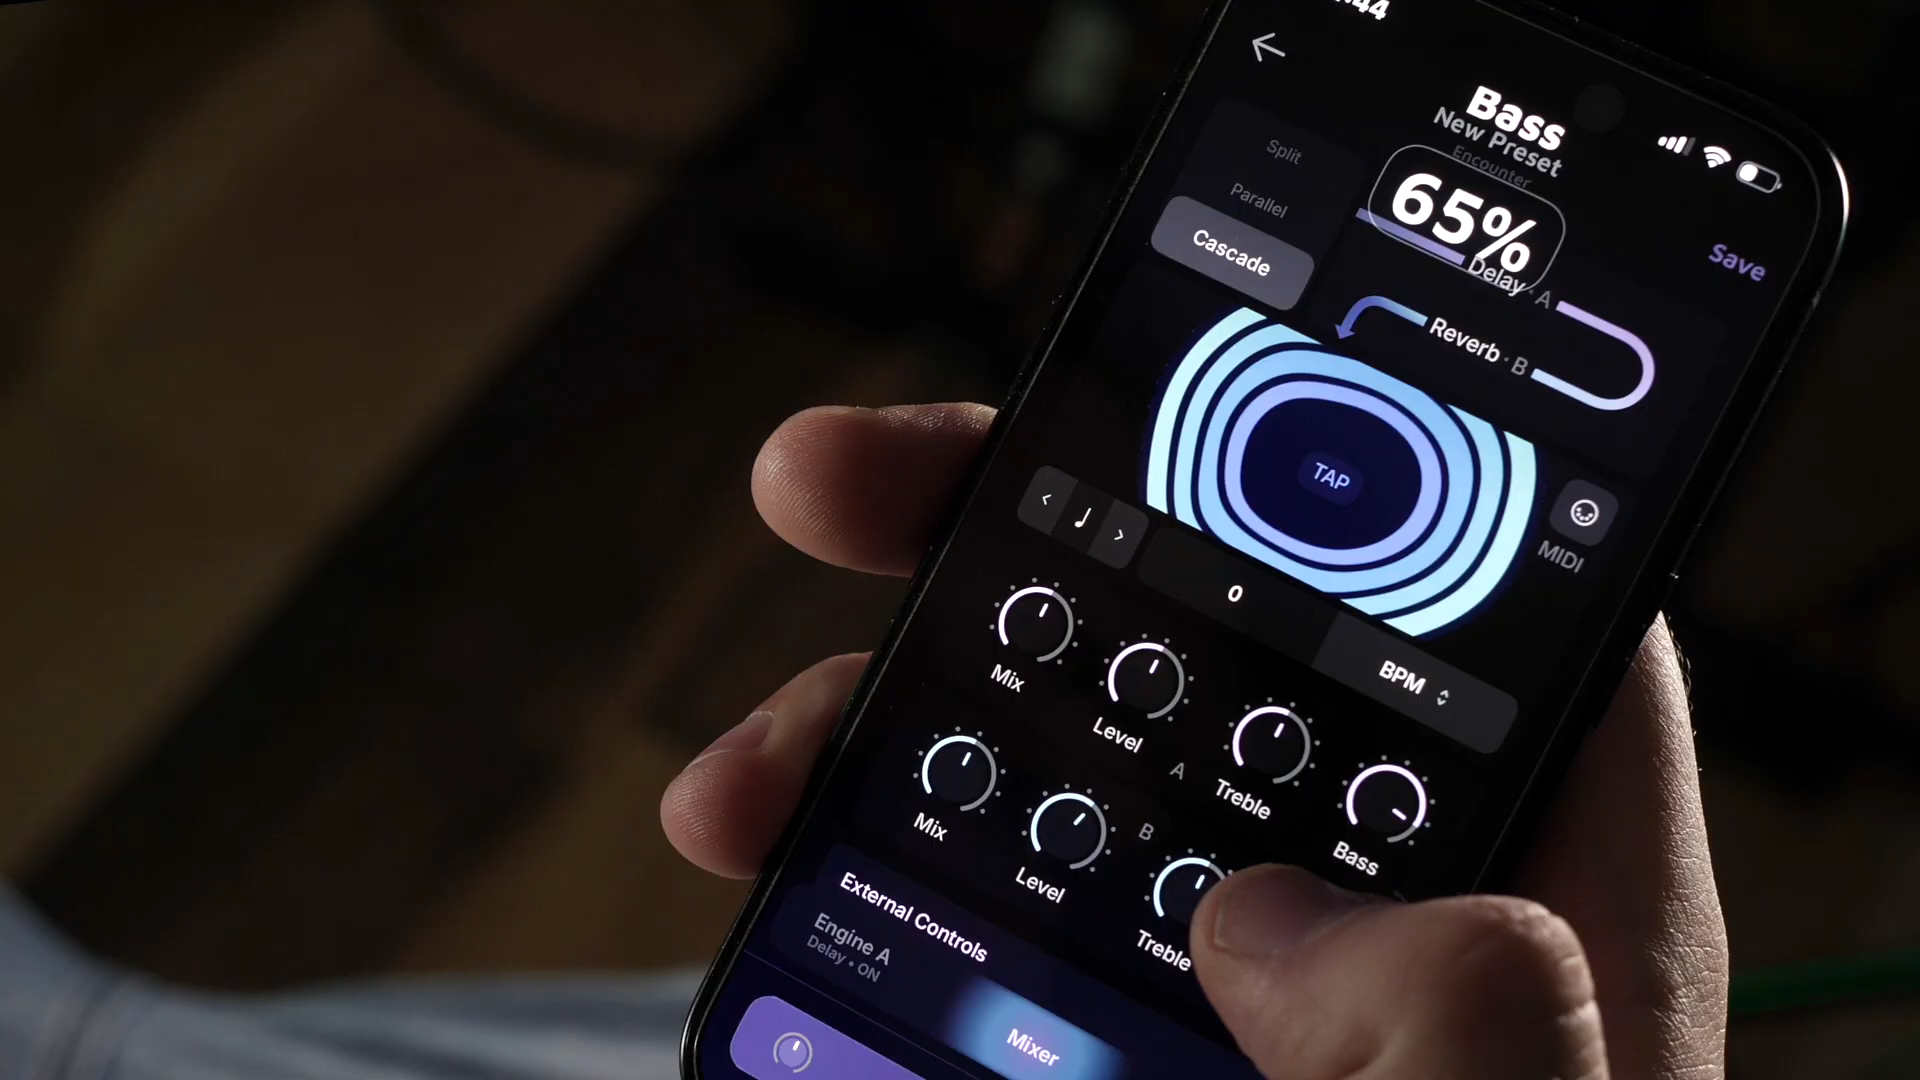 :44
Bass
New Preset
Encounter
65%
Save
Split
Parallel
Cascade
Delay · A
Reverb · B
TAP
MIDI
0
BPM
Mix
Level
Treble
Bass
A
B
Mix
Level
Treble
External Controls
Engine A
Delay • ON
Mixer